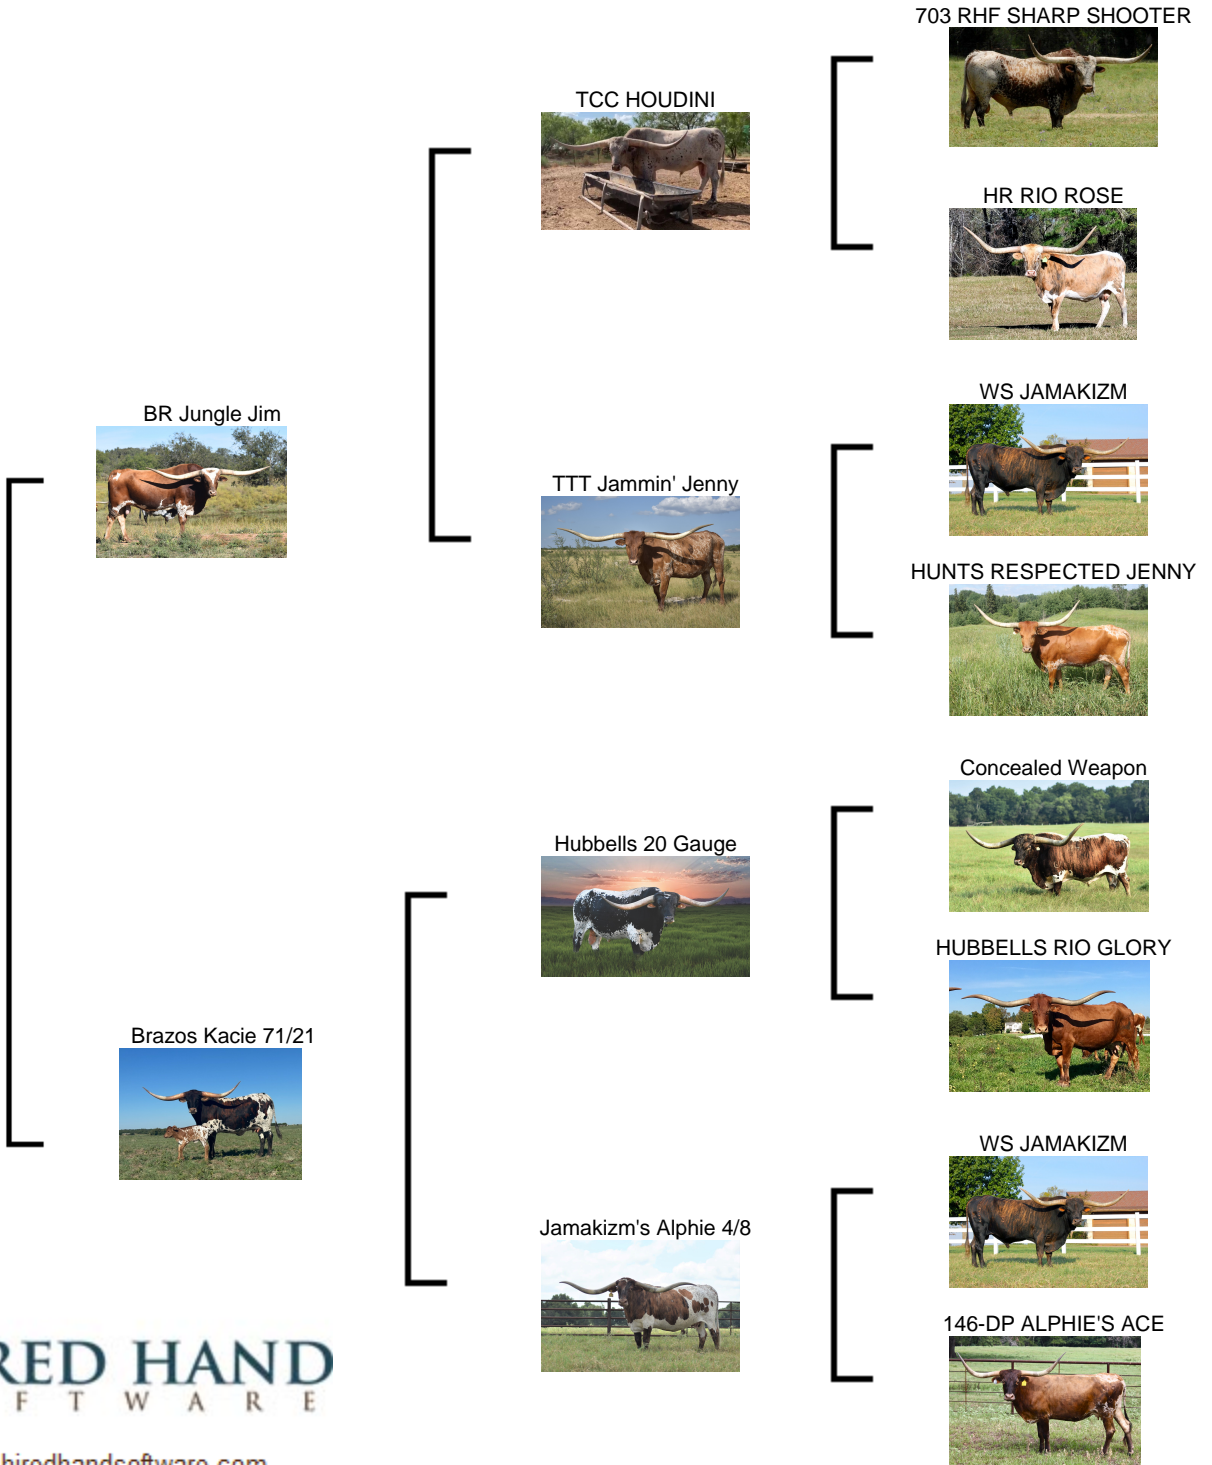 703 RHF SHARP SHOOTER
TCC HOUDINI
HR RIO ROSE
WS JAMAKIZM
BR Jungle Jim
TTT Jammin' Jenny
HUNTS RESPECTED JENNY
Concealed Weapon
Hubbells 20 Gauge
HUBBELLS RIO GLORY
Brazos Kacie 71/21
WS JAMAKIZM
Jamakizm's Alphie 4/8
146-DP ALPHIE'S ACE
RED HAND
F T W A R E
hiredhandsoftware.com